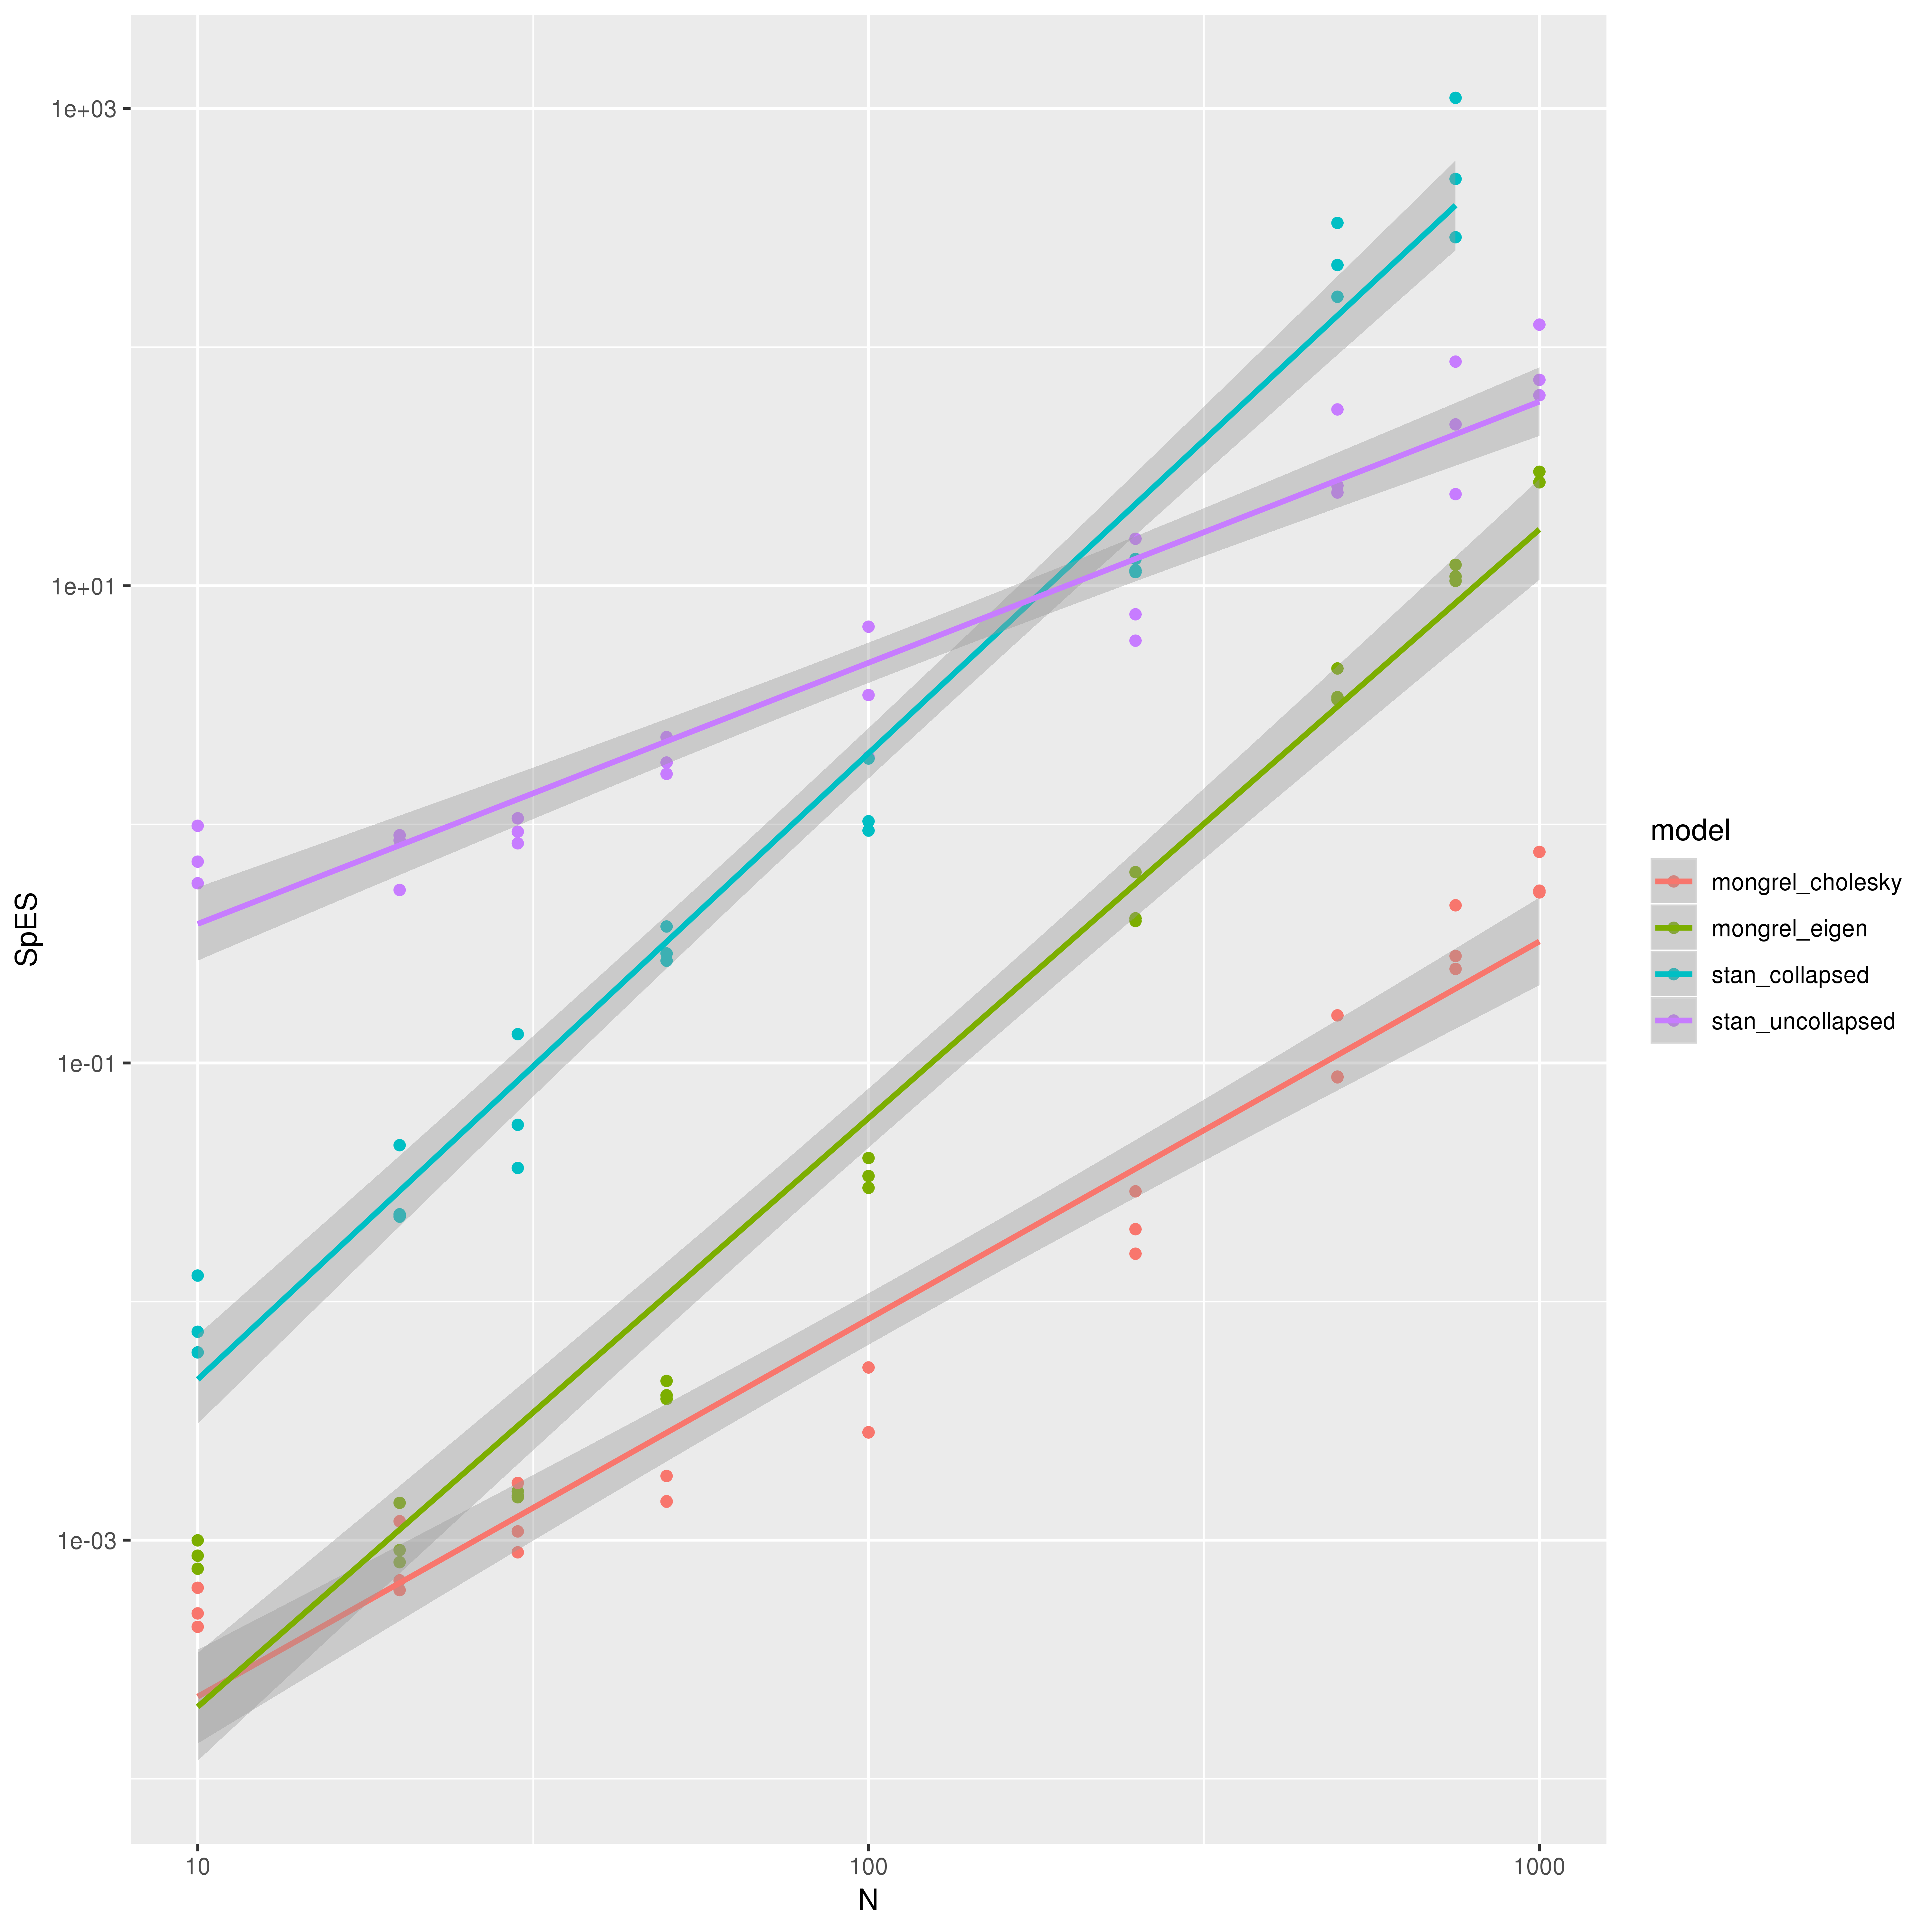 1e+03
1e+01
1e-01
1e-03
SpES
10
100
1000
N
model
mongrel_cholesky
mongrel_eigen
stan_collapsed
stan_uncollapsed